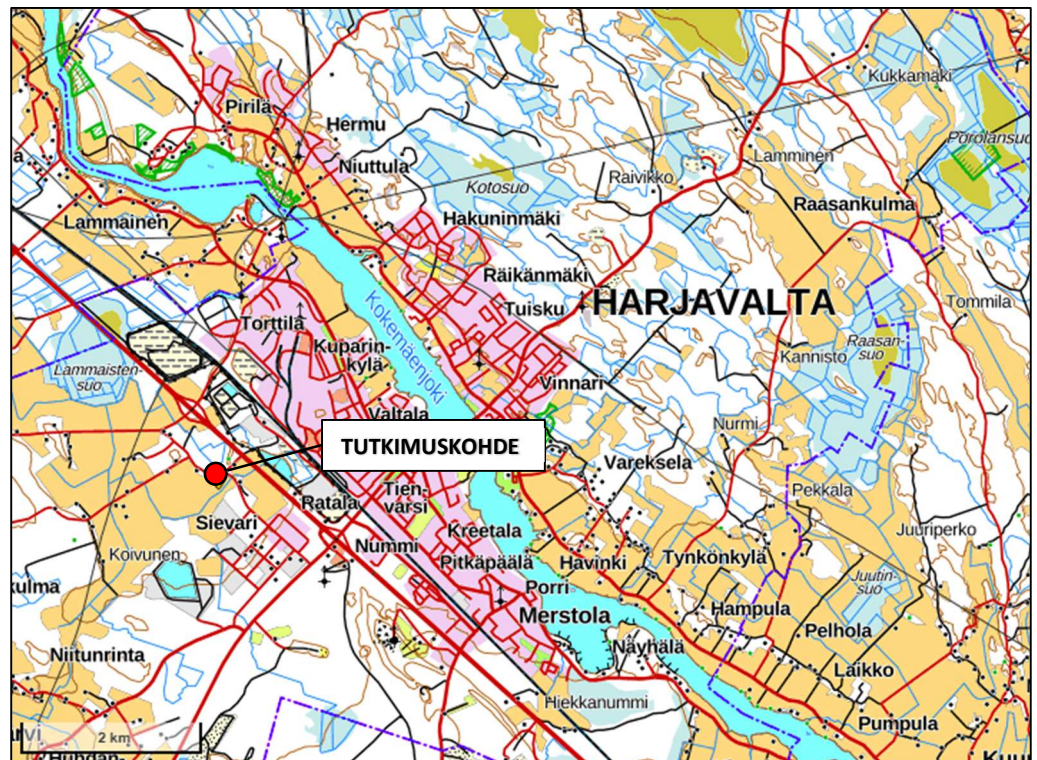 Kukkamäki
Pirilä
Hermu
Porolansuo
Niuttula
Lamminen
Kotosuo
Raivikko
Raasankulma
Lammainen
Hakuninmäki
Räikänmäki
HARJAVALTA
Tommila
Tuisku
Torttila
Kokemäenjoki
Kuparin-
kylä
Raasan-
suo
Kannisto
Lammaisten-
suo
Vinnari
Valtala
Nurmi
TUTKIMUSKOHDE
Vareksela
Tien-
varsi
Pekkala
Ratala
Sievari
Kreetala
Juuriperko
Nummi
Koivunen
Pitkäpäälä
Havinki
Tynkönkylä
Juutin-
suo
kulma
Porri
Merstola
Hampula
Pelhola
Näyhälä
Niitunrinta
Laikko
Hiekkanummi
Pumpula
2 km